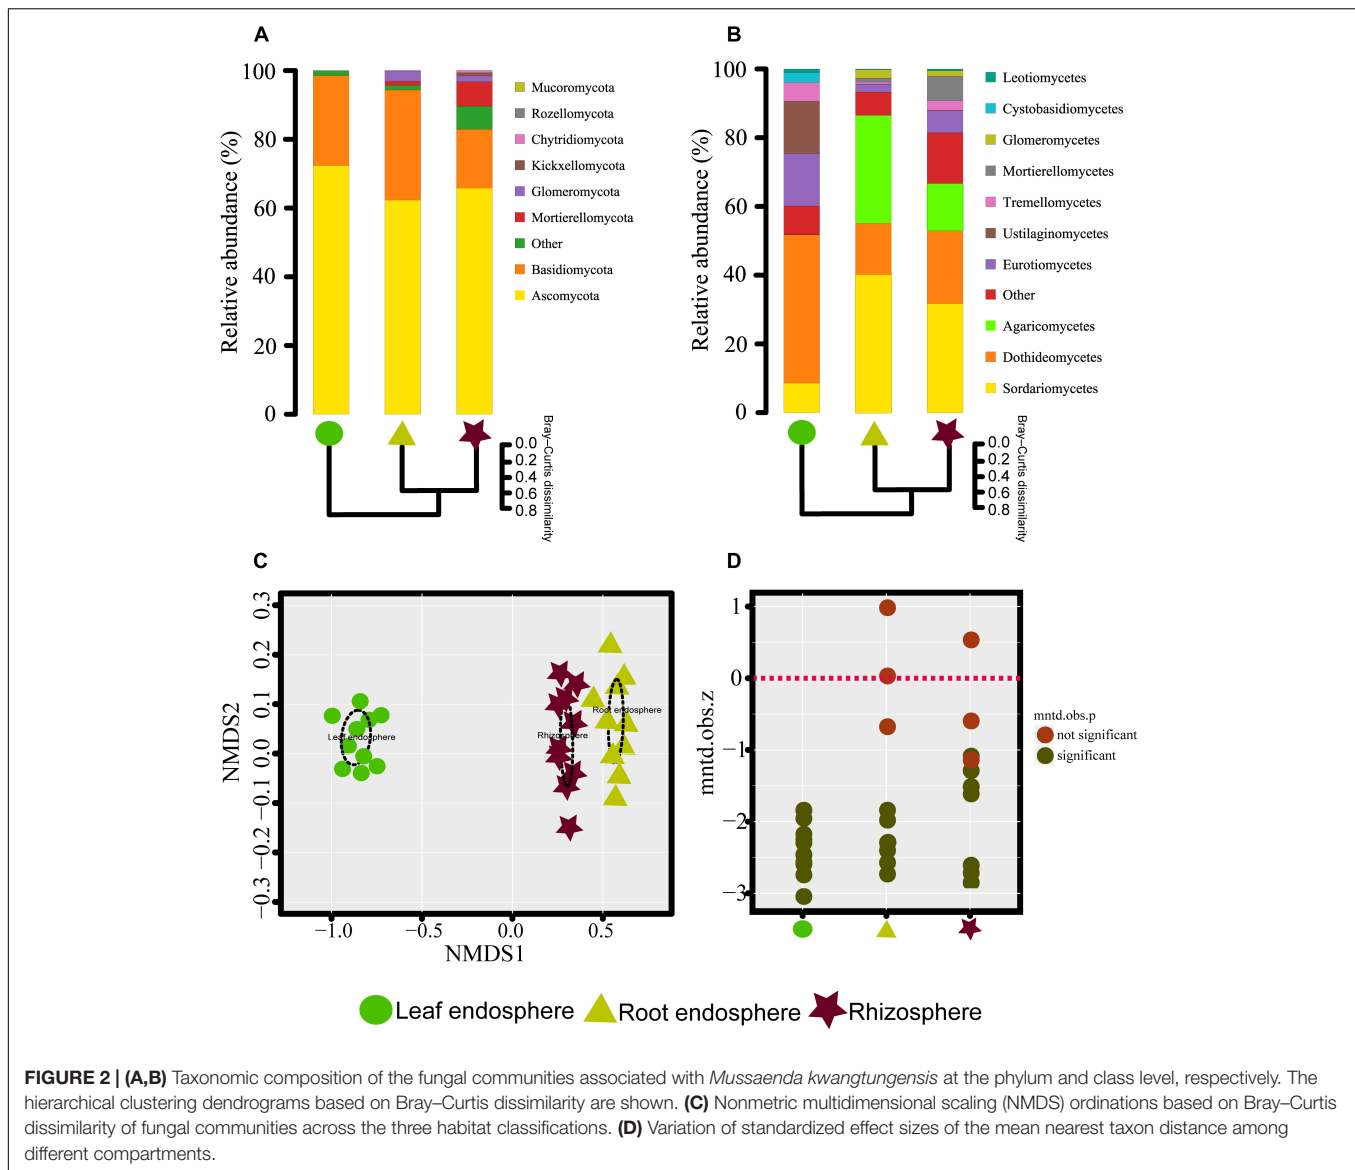 A
Relative abundance (%)
100
80
60
40
20
0
Mucoromycota
Rozellomycota
Chytridiomycota
Kickxellomycota
Glomeromycota
Mortierellomycota
Other
Basidiomycota
Ascomycota
0.0
0.2
0.4
0.6
0.8
Bray–Curtis dissimilarity
B
Relative abundance (%)
100
80
60
40
20
0
Leotiomycetes
Cystobasidiomycetes
Glomeromycetes
Mortierellomycetes
Tremellomycetes
Ustilaginomycetes
Eurotiomycetes
Other
Agaricomycetes
Dothideomycetes
Sordariomycetes
0.0
0.2
0.4
0.6
0.8
Bray–Curtis dissimilarity
C
NMDS2
0.3
0.2
0.1
0.0
−0.1
−0.2
−0.3
Leaf endosphere
Rhizosphere
Root endosphere
−1.0 −0.5 0.0 0.5
NMDS1
D
mntd.obs.z
1
0
−1
−2
−3
mntd.obs.p
not significant
significant
Leaf endosphere Root endosphere Rhizosphere
FIGURE 2 | (A,B) Taxonomic composition of the fungal communities associated with Mussaenda kwangtungensis at the phylum and class level, respectively. The
hierarchical clustering dendrograms based on Bray–Curtis dissimilarity are shown. (C) Nonmetric multidimensional scaling (NMDS) ordinations based on Bray–Curtis
dissimilarity of fungal communities across the three habitat classifications. (D) Variation of standardized effect sizes of the mean nearest taxon distance among
different compartments.